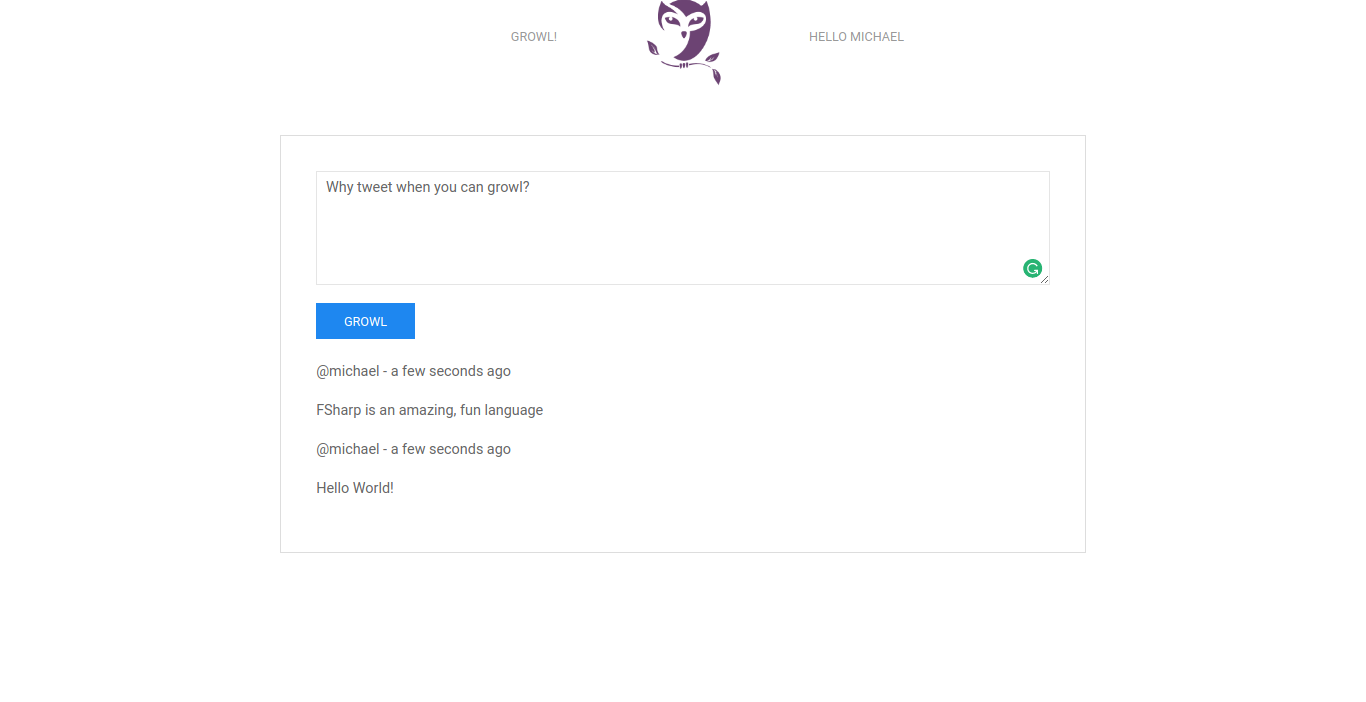 GROWL!
HELLO MICHAEL
Why tweet when you can growl?
GROWL
@michael - a few seconds ago
FSharp is an amazing, fun language
@michael - a few seconds ago
Hello World!